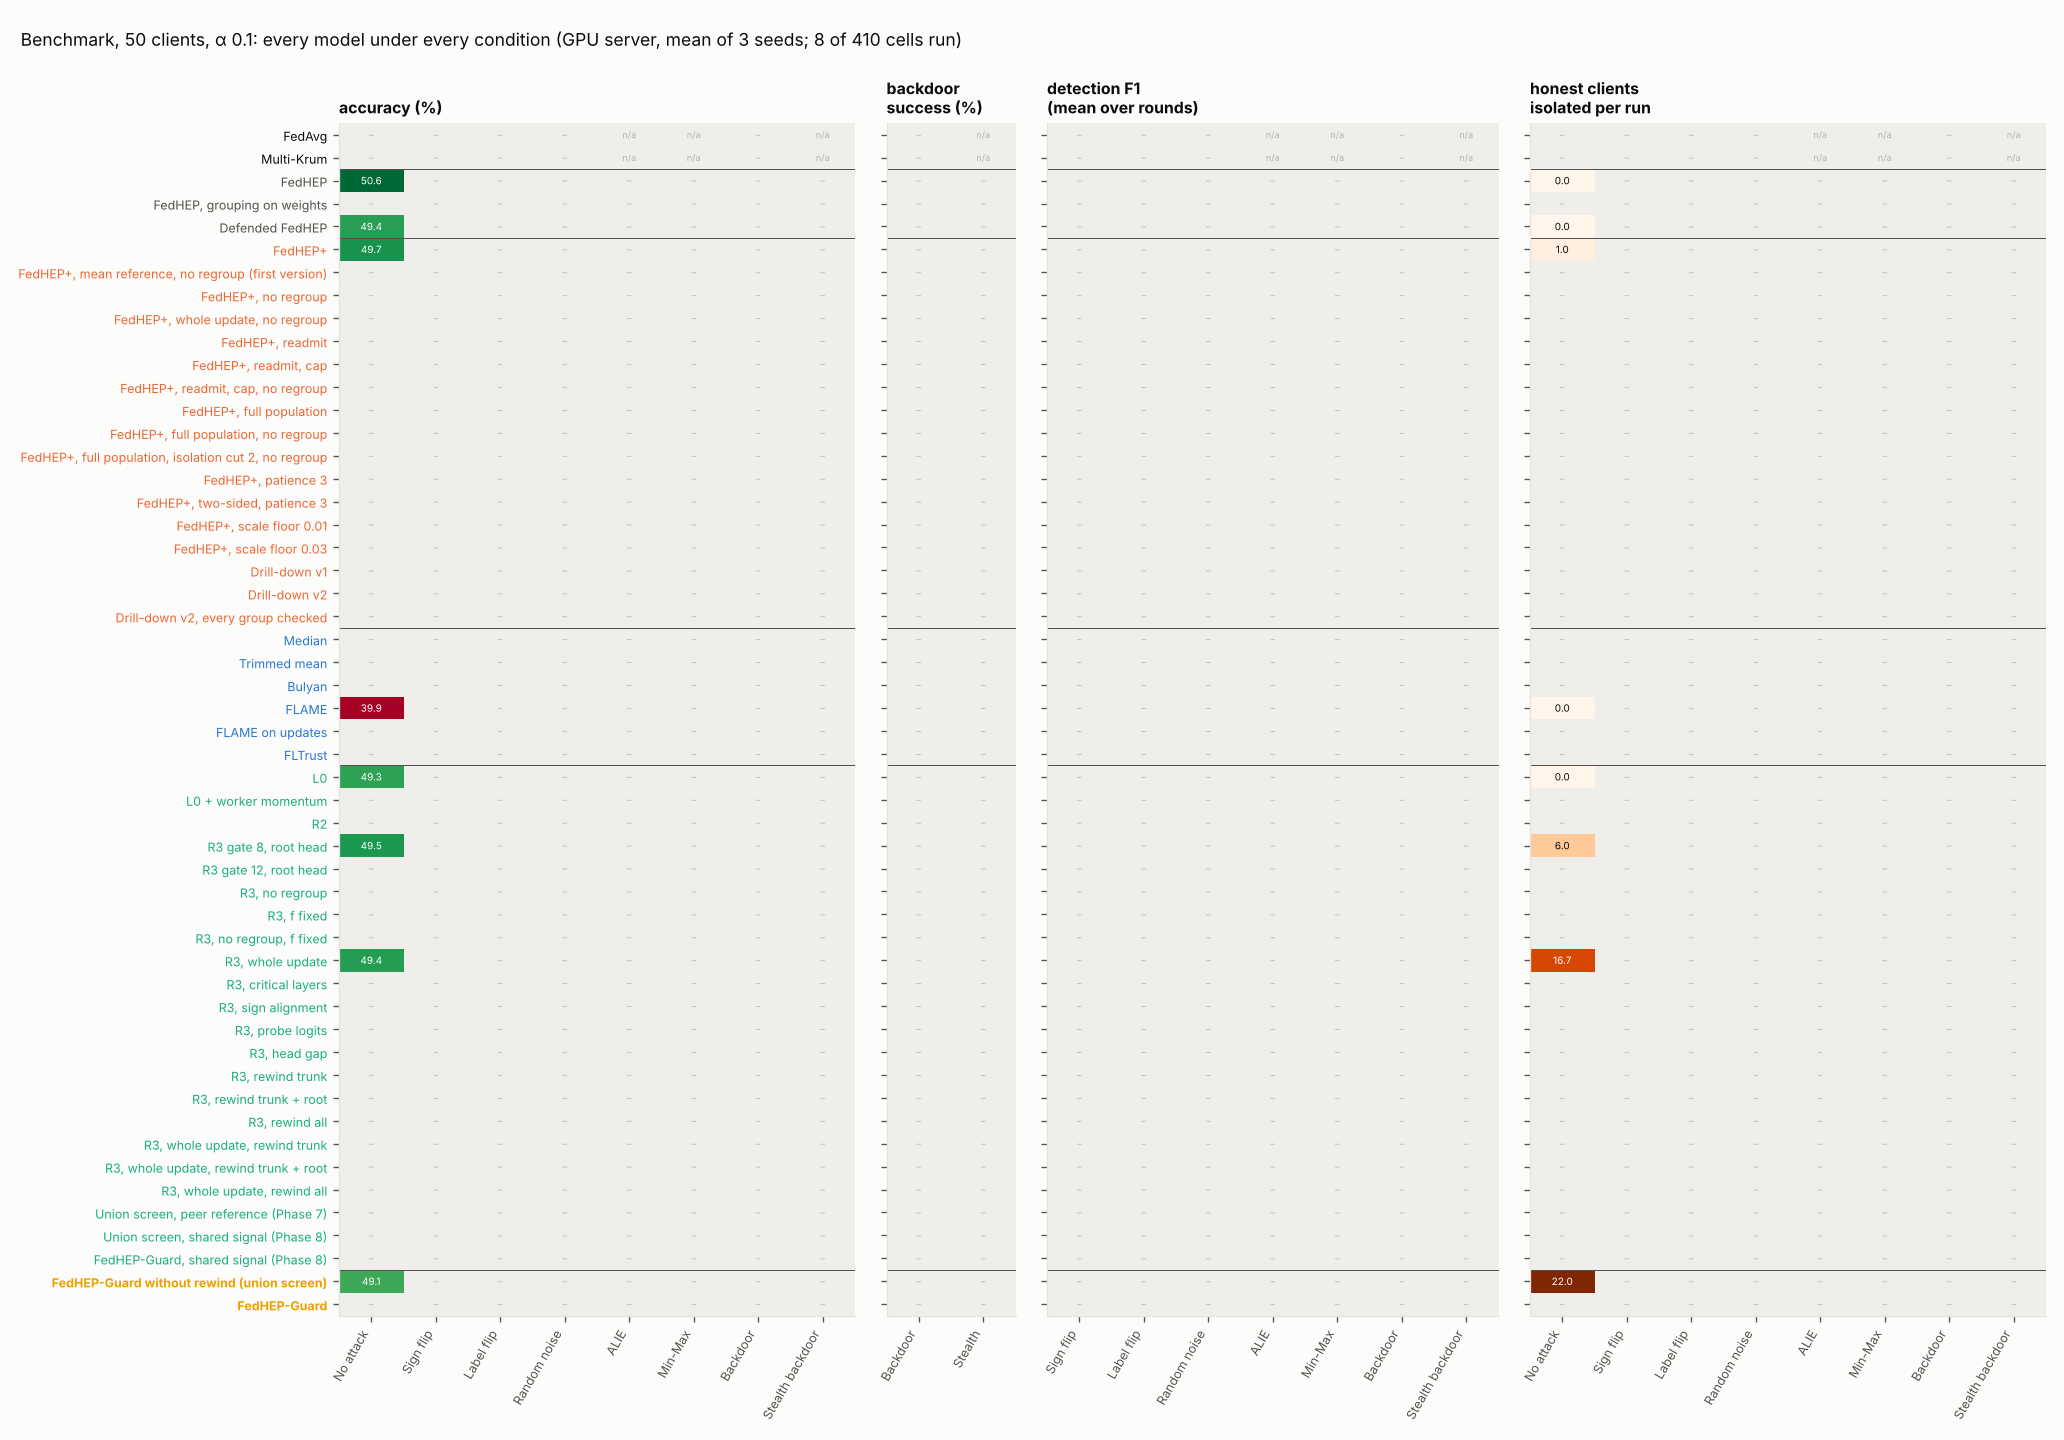 Benchmark, 50 clients, α 0.1: every model under every condition (GPU server, mean of 3 seeds; 8 of 410 cells run)
accuracy (%)
backdoor
success (%)
detection F1
(mean over rounds)
honest clients
isolated per run
FedAvg n/a n/a n/a n/a n/a n/a n/a n/a n/a n/a
Multi-Krum n/a n/a n/a n/a n/a n/a n/a n/a n/a n/a
FedHEP 50.6 0.0
FedHEP, grouping on weights
Defended FedHEP 49.4 0.0
FedHEP+ 49.7 1.0
FedHEP+, mean reference, no regroup (first version)
FedHEP+, no regroup
FedHEP+, whole update, no regroup
FedHEP+, readmit
FedHEP+, readmit, cap
FedHEP+, readmit, cap, no regroup
FedHEP+, full population
FedHEP+, full population, no regroup
FedHEP+, full population, isolation cut 2, no regroup
FedHEP+, patience 3
FedHEP+, two-sided, patience 3
FedHEP+, scale floor 0.01
FedHEP+, scale floor 0.03
Drill-down v1
Drill-down v2
Drill-down v2, every group checked
Median
Trimmed mean
Bulyan
FLAME 39.9 0.0
FLAME on updates
FLTrust
L0 49.3 0.0
L0 + worker momentum
R2
R3 gate 8, root head 49.5 6.0
R3 gate 12, root head
R3, no regroup
R3, f fixed
R3, no regroup, f fixed
R3, whole update 49.4 16.7
R3, critical layers
R3, sign alignment
R3, probe logits
R3, head gap
R3, rewind trunk
R3, rewind trunk + root
R3, rewind all
R3, whole update, rewind trunk
R3, whole update, rewind trunk + root
R3, whole update, rewind all
Union screen, peer reference (Phase 7)
Union screen, shared signal (Phase 8)
FedHEP-Guard, shared signal (Phase 8)
FedHEP-Guard without rewind (union screen) 49.1 22.0
FedHEP-Guard
No attack Sign flip Label flip Random noise ALIE Min-Max Backdoor Stealth backdoor
Backdoor Stealth
Sign flip Label flip Random noise ALIE Min-Max Backdoor Stealth backdoor
No attack Sign flip Label flip Random noise ALIE Min-Max Backdoor Stealth backdoor